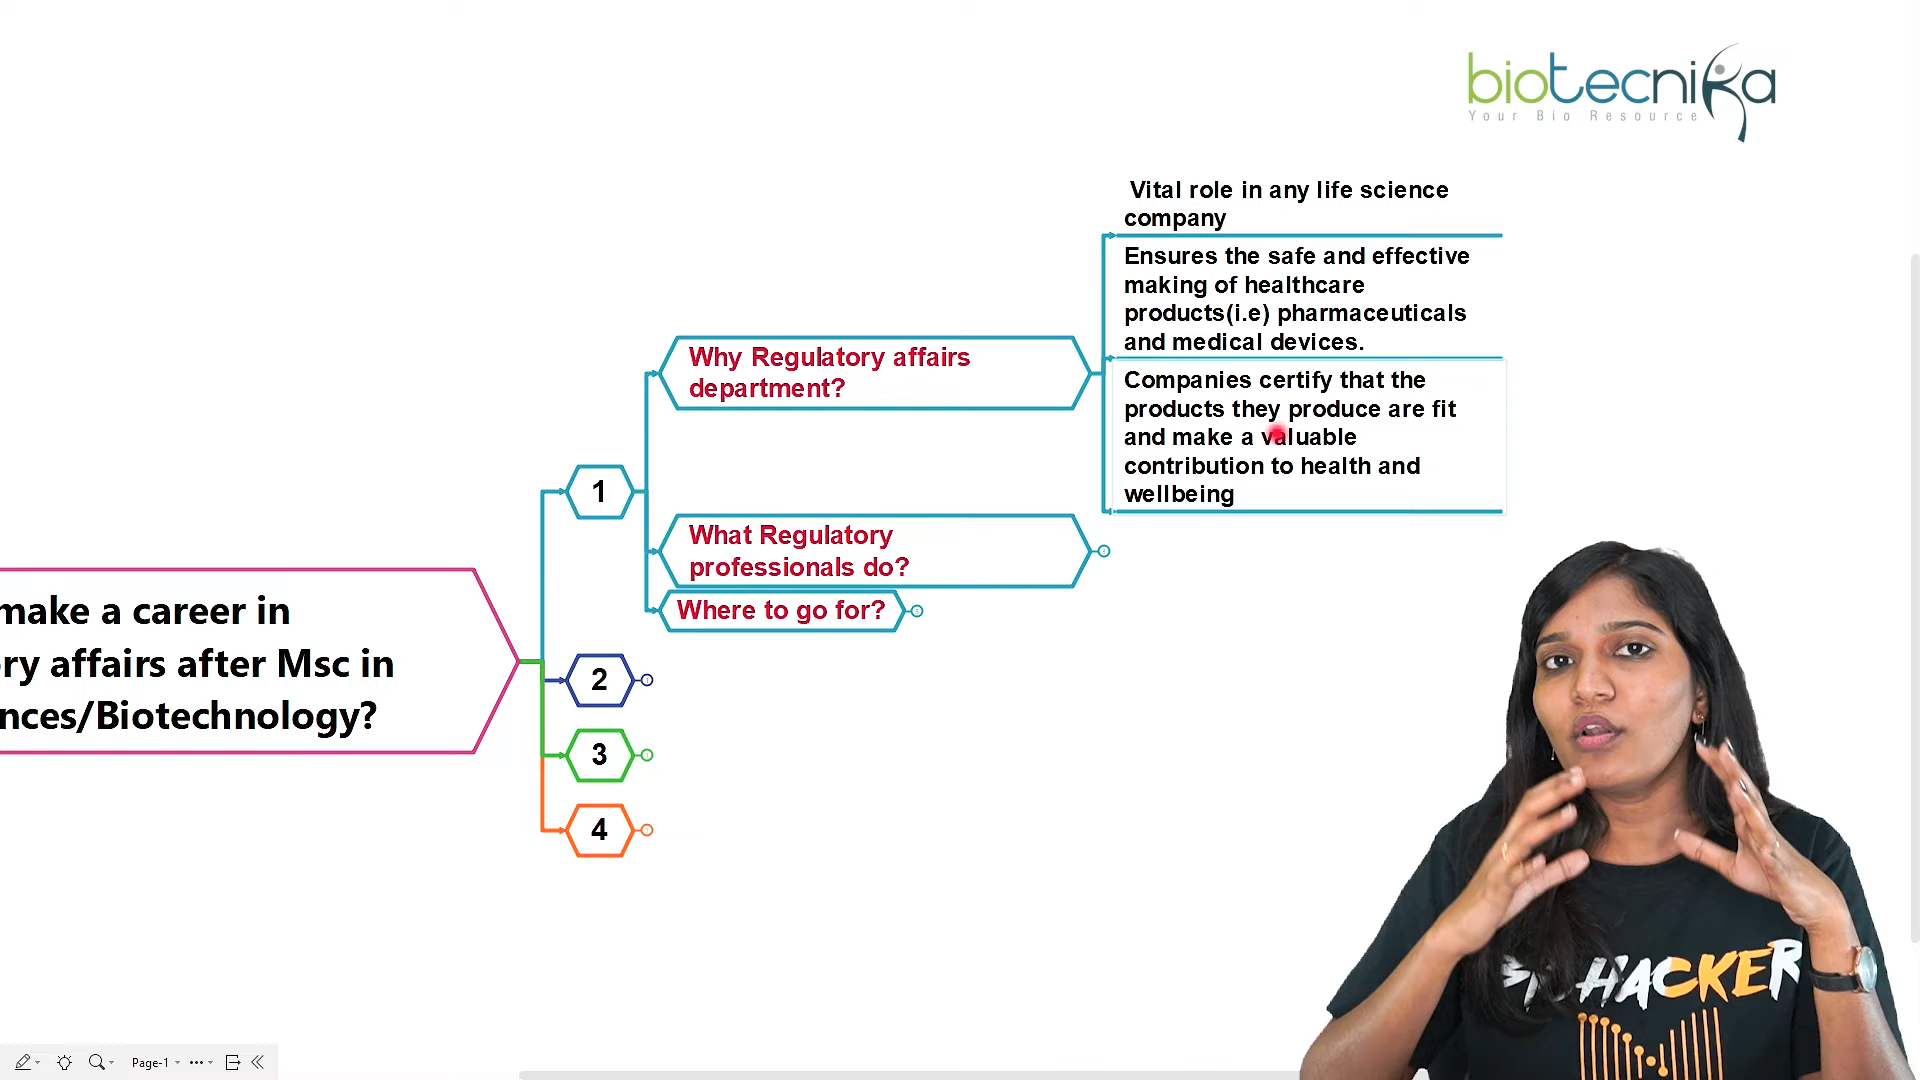 biotecnika
Your Bio Resource
Vital role in any life science
company
Ensures the safe and effective
making of healthcare
products(i.e) pharmaceuticals
and medical devices.
Companies certify that the
products they produce are fit
and make a valuable
contribution to health and
wellbeing
Why Regulatory affairs
department?
1
What Regulatory
professionals do?
Where to go for?
make a career in
ry affairs after Msc in
nces/Biotechnology?
2
3
4
HACKER
Page-1